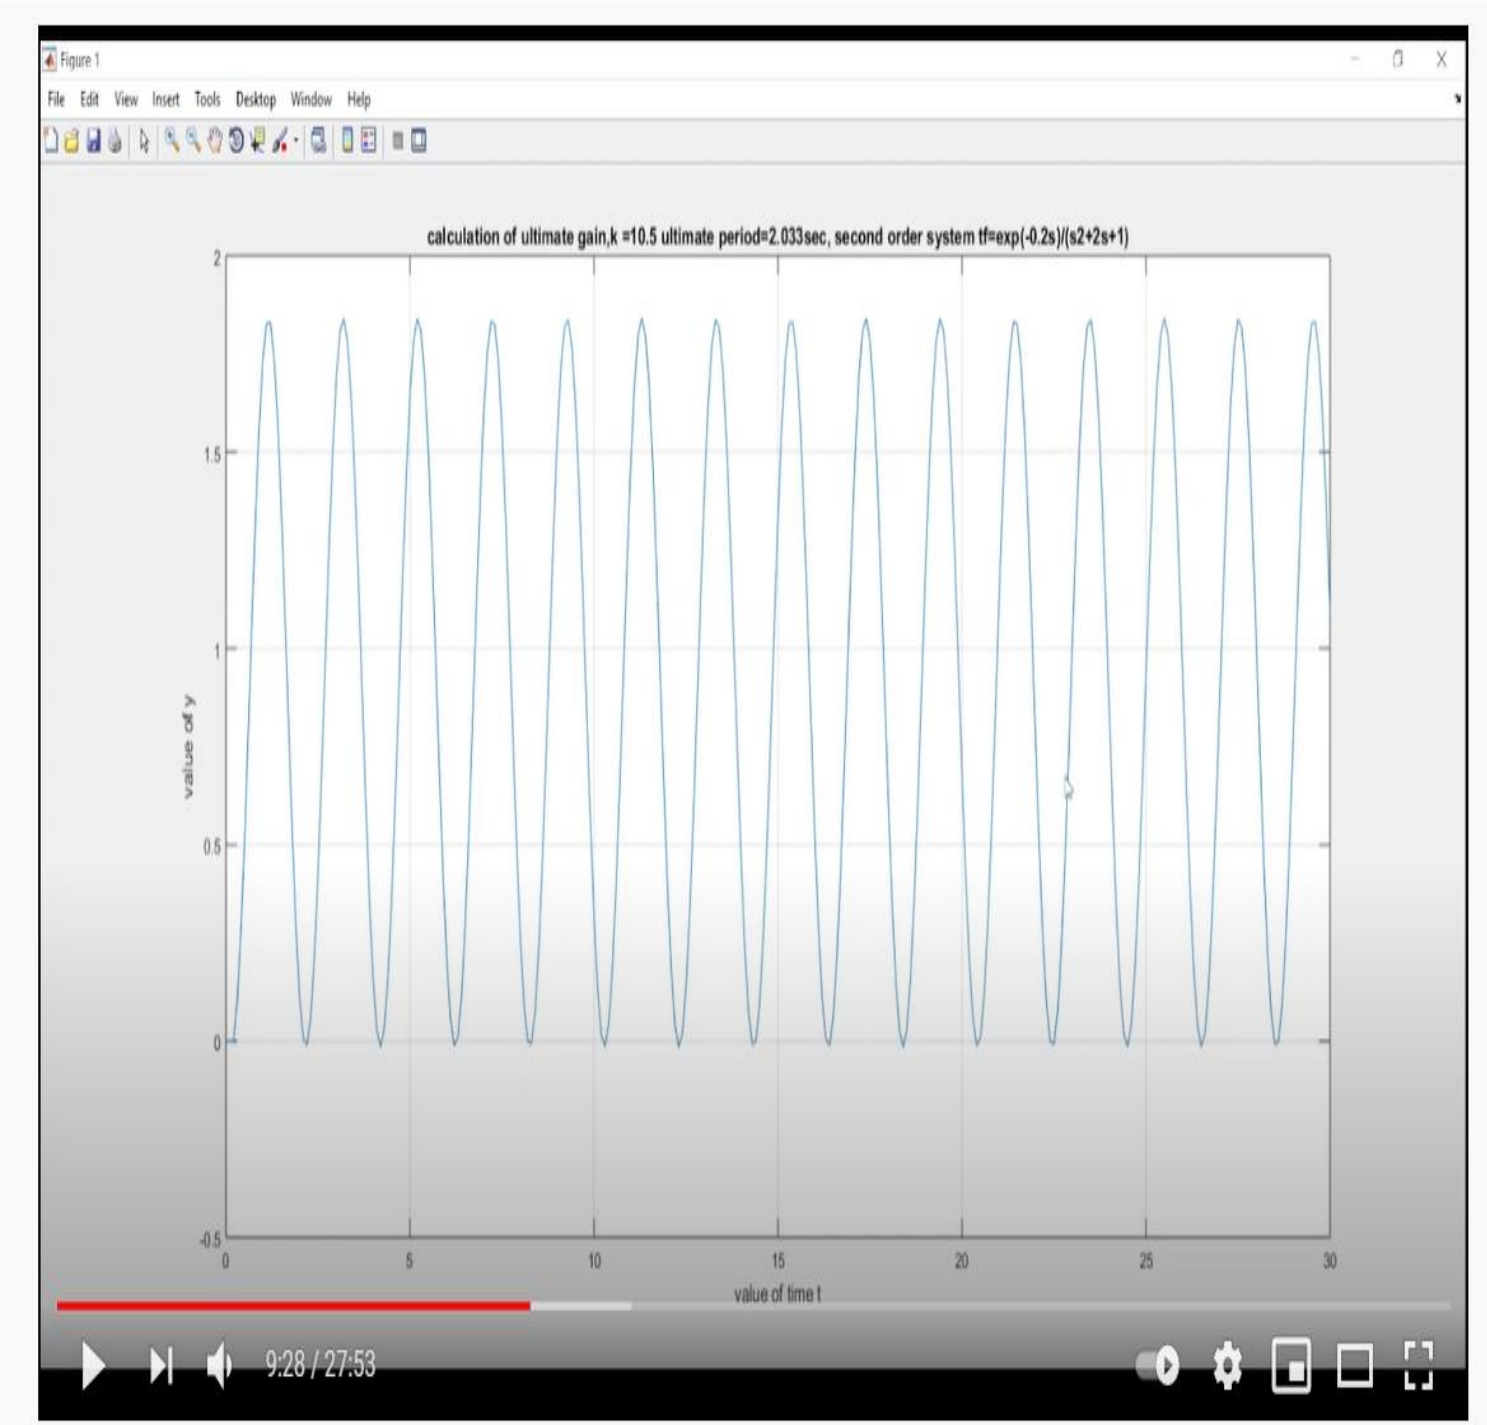 Figure 1
File Edit View Insert Tools Desktop Window Help
calculation of ultimate gain,k =10.5 ultimate period=2.033sec, second order system tf=exp(-0.2s)/(s2+2s+1)
2
1.5
1
0.5
0
-0.5
value of y
0 5 10 15 20 25 30
value of time t
9:28 / 27:53